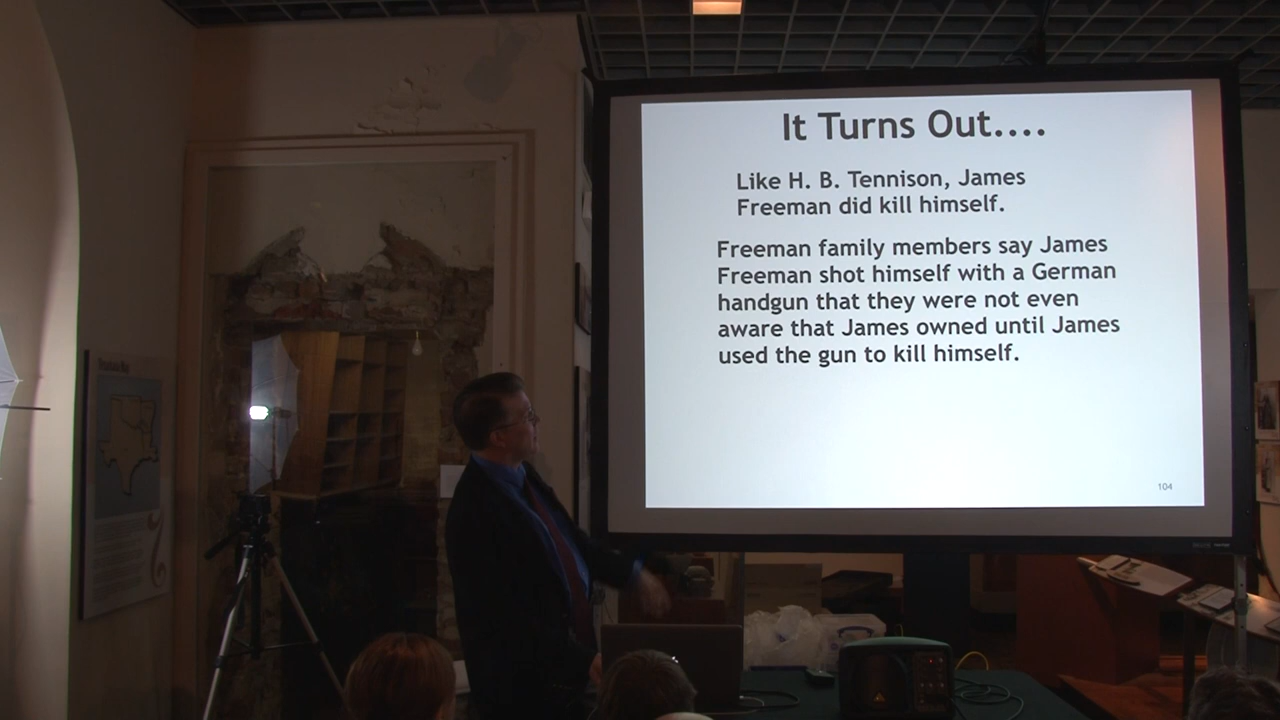 It Turns Out....
Like H. B. Tennison, James
Freeman did kill himself.
Freeman family members say James
Freeman shot himself with a German
handgun that they were not even
aware that James owned until James
used the gun to kill himself.
104